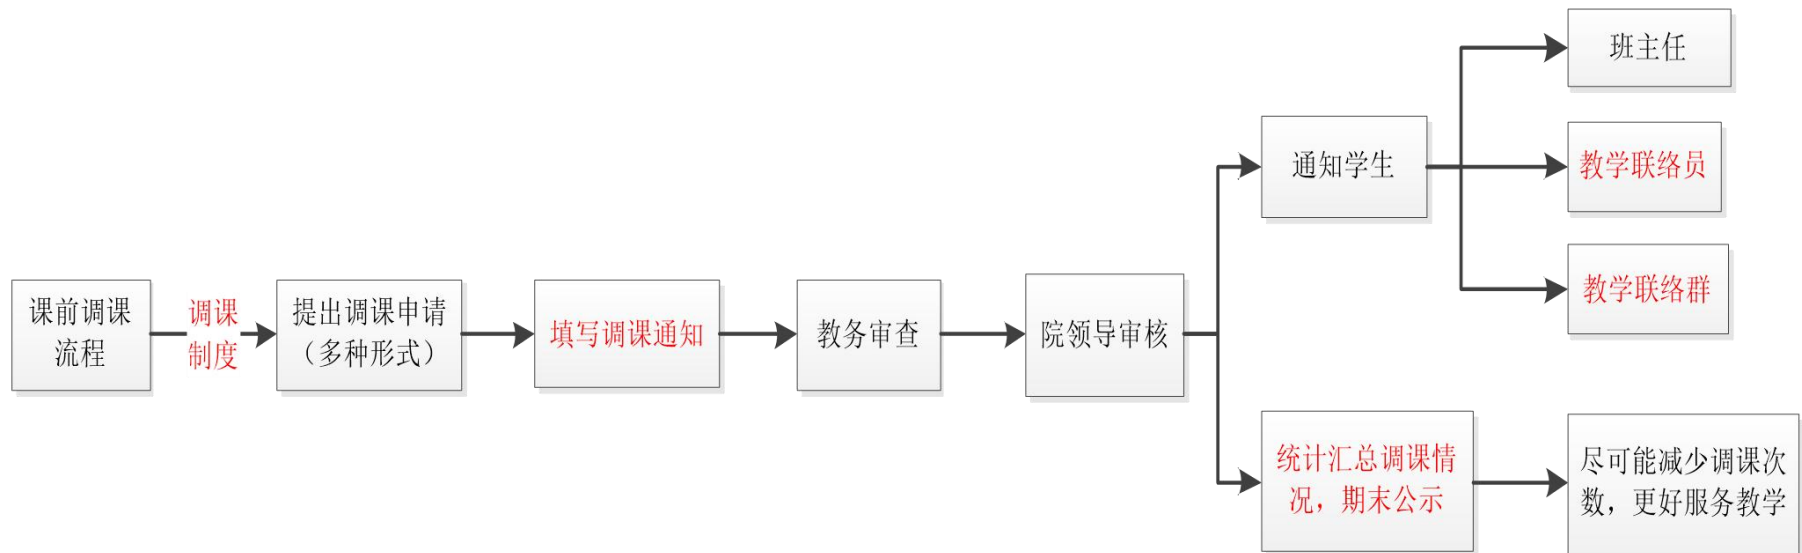 课前调课
流程
调课
制度
提出调课申请
（多种形式）
填写调课通知
教务审查
院领导审核
通知学生
班主任
教学联络员
教学联络群
统计汇总调课情
况，期末公示
尽可能减少调课次
数，更好服务教学